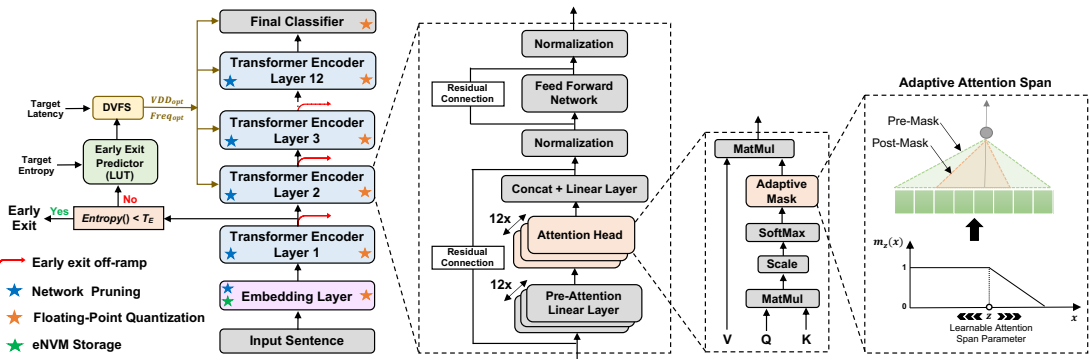 Final Classifier
Transformer Encoder
Layer 12
Transformer Encoder
Layer 3
Transformer Encoder
Layer 2
Transformer Encoder
Layer 1
Embedding Layer
Input Sentence
Target
Latency
DVFS
VDD_opt
Freq_opt
Target
Entropy
Early Exit
Predictor
(LUT)
No
Yes
Early
Exit
Entropy() < T_E
Early exit off-ramp
Network Pruning
Floating-Point Quantization
eNVM Storage
Normalization
Residual
Connection
Feed Forward
Network
Normalization
Concat + Linear Layer
12x
Attention Head
Residual
Connection
12x
Pre-Attention
Linear Layer
MatMul
Adaptive
Mask
SoftMax
Scale
MatMul
V
Q
K
Adaptive Attention Span
Pre-Mask
Post-Mask
m_z(x)
1
0
z
x
Learnable Attention
Span Parameter